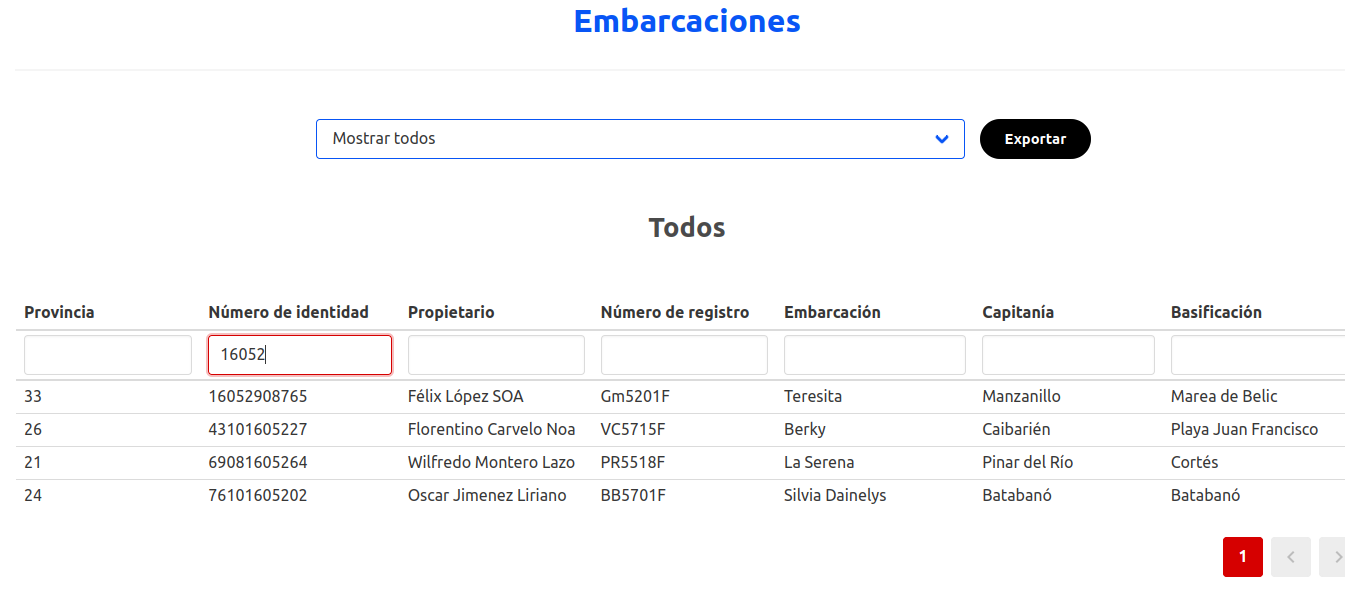 Embarcaciones
Mostrar todos
Exportar
Todos
Provincia Número de identidad Propietario Número de registro Embarcación Capitanía Basificación
16052
33 16052908765 Félix López SOA Gm5201F Teresita Manzanillo Marea de Belic
26 43101605227 Florentino Carvelo Noa VC5715F Berky Caibarién Playa Juan Francisco
21 69081605264 Wilfredo Montero Lazo PR5518F La Serena Pinar del Río Cortés
24 76101605202 Oscar Jimenez Liriano BB5701F Silvia Dainelys Batabanó Batabanó
1